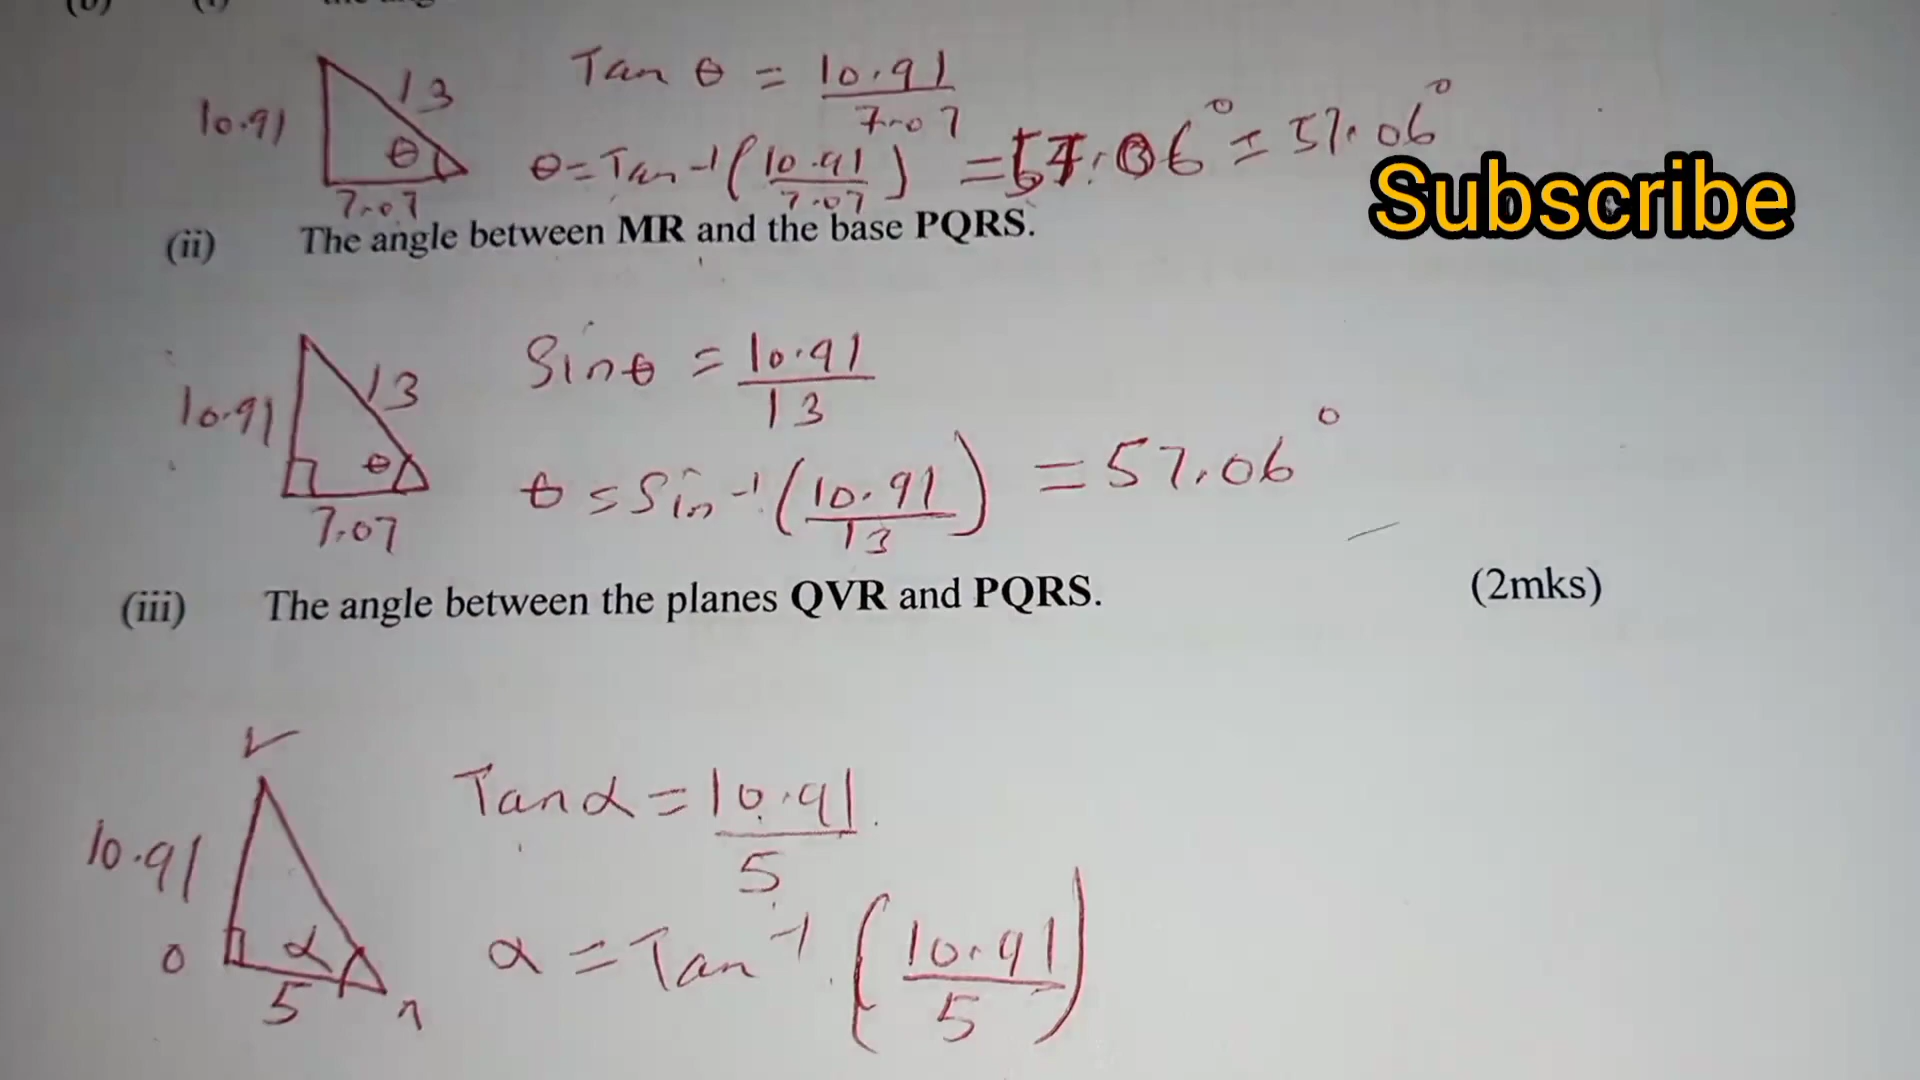 10.91
13
θ
7.07
Tan θ = 10.91
7.07
θ = Tan-1 (10.91
7.07) = 57.06° = 57.06°
Subscribe
(ii) The angle between MR and the base PQRS.
10.91
13
θ
7.07
Sin θ = 10.91
13
θ = Sin-1 (10.91
13) = 57.06°
(iii) The angle between the planes QVR and PQRS. (2mks)
V
10.91
0
α
5
n
Tan α = 10.91
5
α = Tan-1 (10.91
5)